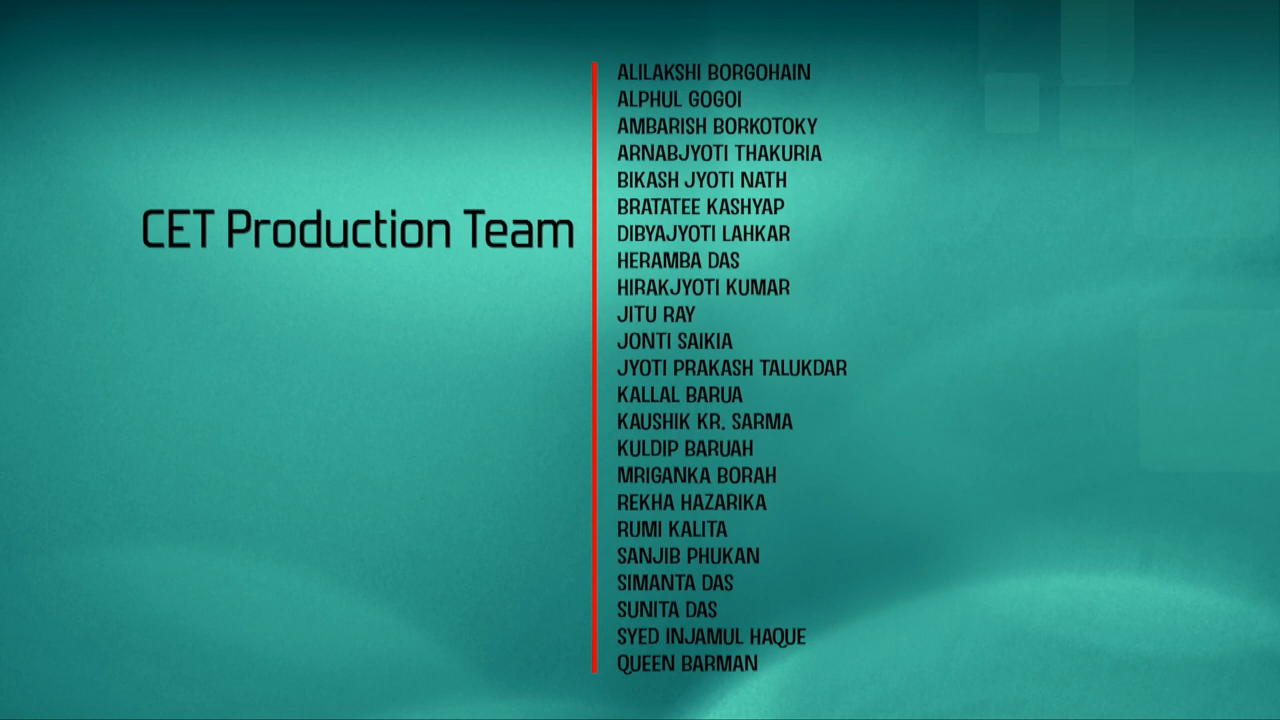 CET Production Team
ALILAKSHI BORGOHAIN
ALPHUL GOGOI
AMBARISH BORKOTOKY
ARNABJYOTI THAKURIA
BIKASH JYOTI NATH
BRATATEE KASHYAP
DIBYAJYOTI LAHKAR
HERAMBA DAS
HIRAKJYOTI KUMAR
JITU RAY
JONTI SAIKIA
JYOTI PRAKASH TALUKDAR
KALLAL BARUA
KAUSHIK KR. SARMA
KULDIP BARUAH
MRIGANKA BORAH
REKHA HAZARIKA
RUMI KALITA
SANJIB PHUKAN
SIMANTA DAS
SUNITA DAS
SYED INJAMUL HAQUE
QUEEN BARMAN